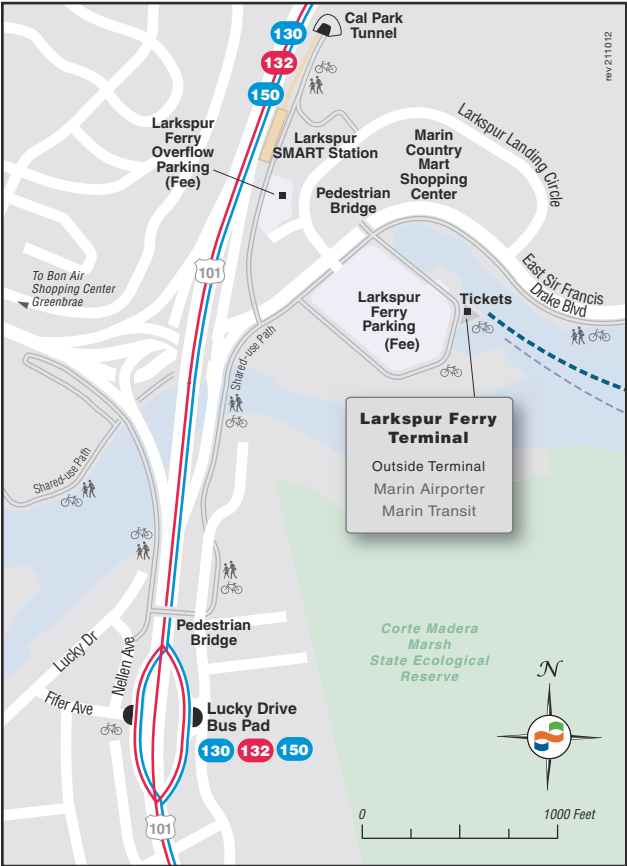 Cal Park
Tunnel
130
132
150
rev 211012
Larkspur
Ferry
Overflow
Parking
(Fee)
Larkspur
SMART Station
Marin
Country
Mart
Shopping
Center
Larkspur Landing Circle
Pedestrian
Bridge
101
To Bon Air
Shopping Center
Greenbrae
East Sir Francis
Drake Blvd
Larkspur
Ferry
Parking
(Fee)
Tickets
Shared-use Path
Larkspur Ferry
Terminal
Outside Terminal
Marin Airporter
Marin Transit
Shared-use Path
Pedestrian
Bridge
Lucky Dr
Nellen Ave
Fifer Ave
Corte Madera
Marsh
State Ecological
Reserve
N
Lucky Drive
Bus Pad
130 132 150
101
0 1000 Feet